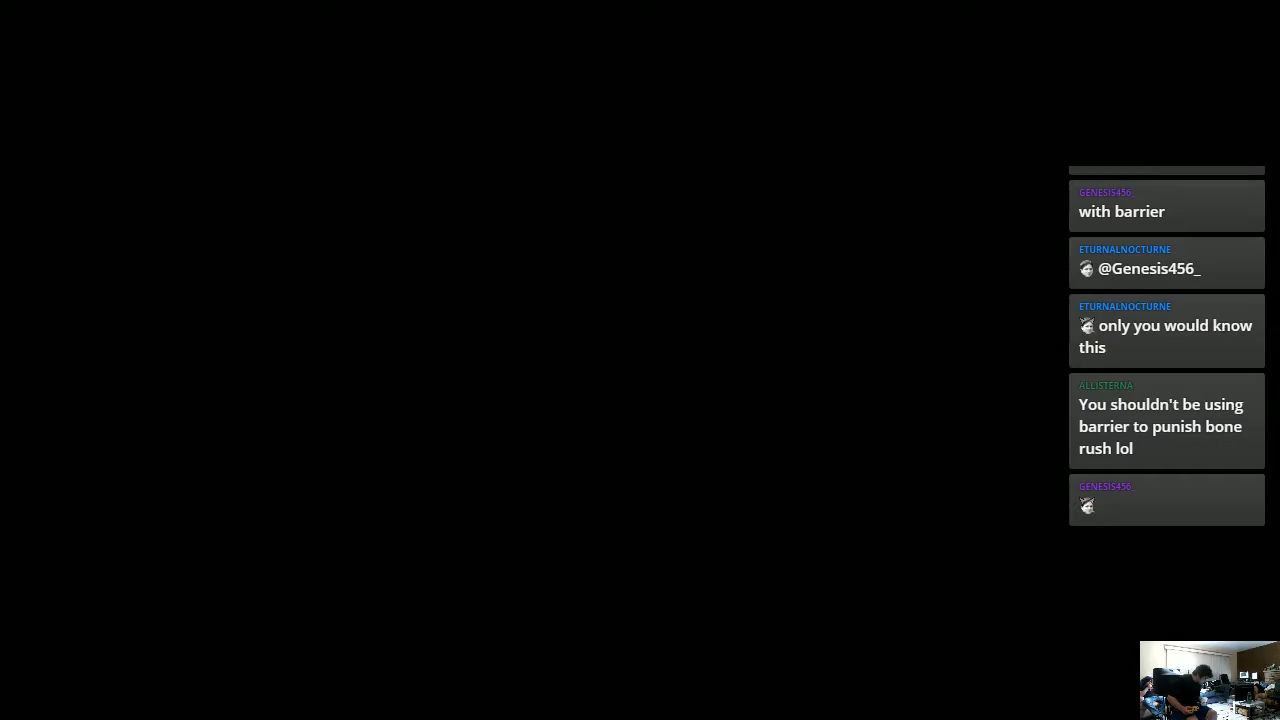 GENESIS456_
with barrier
ETURNALNOCTURNE
@Genesis456_
ETURNALNOCTURNE
only you would know
this
ALLISTERNA
You shouldn't be using
barrier to punish bone
rush lol
GENESIS456_